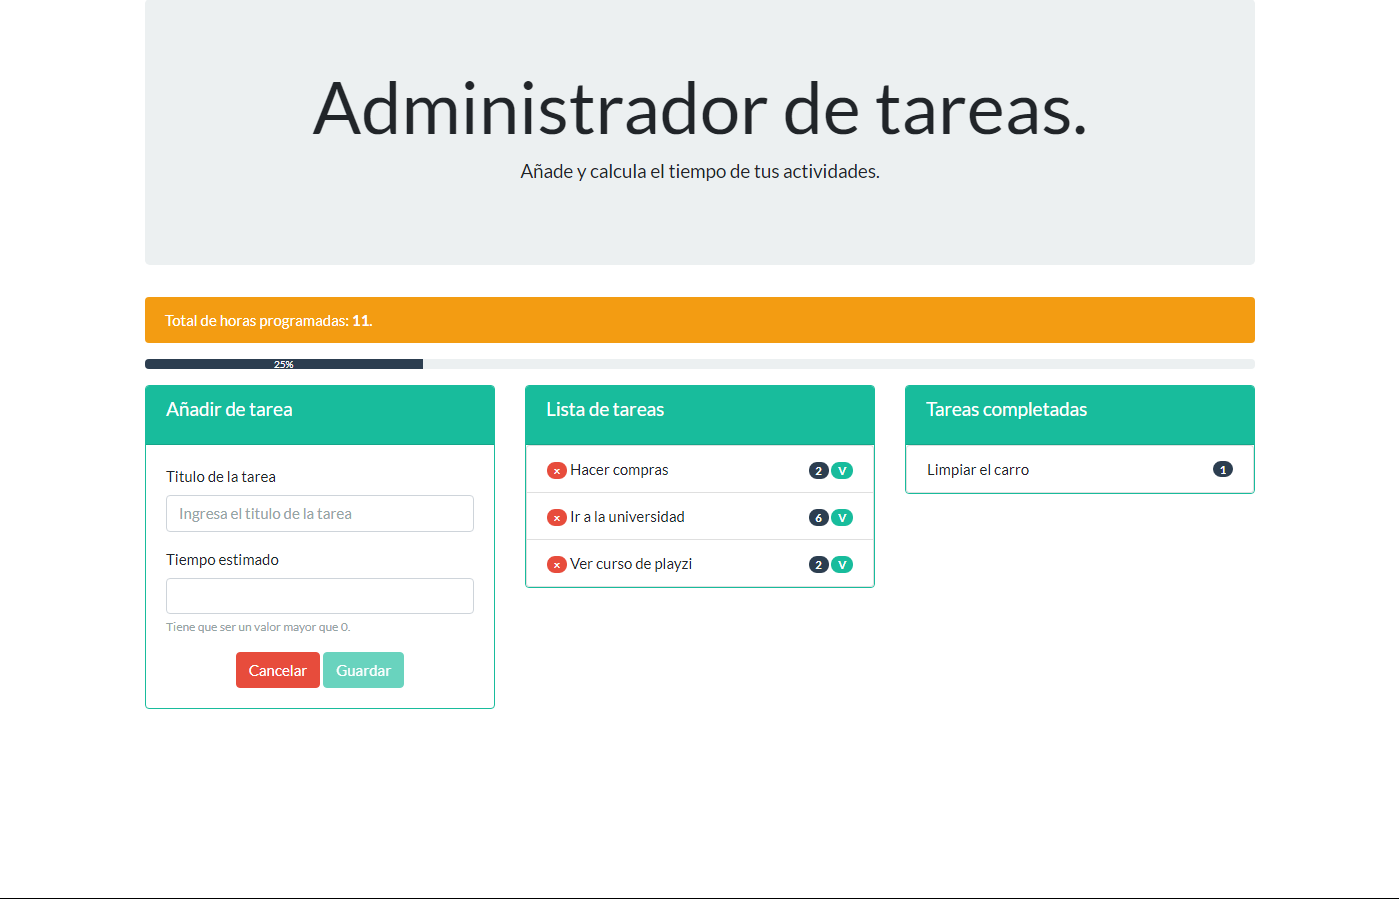 Administrador de tareas.
Añade y calcula el tiempo de tus actividades.
Total de horas programadas: 11.
25%
Añadir de tarea
Titulo de la tarea
Ingresa el titulo de la tarea
Tiempo estimado
Tiene que ser un valor mayor que 0.
Cancelar Guardar
Lista de tareas
x Hacer compras 2 V
x Ir a la universidad 6 V
x Ver curso de playzi 2 V
Tareas completadas
Limpiar el carro 1